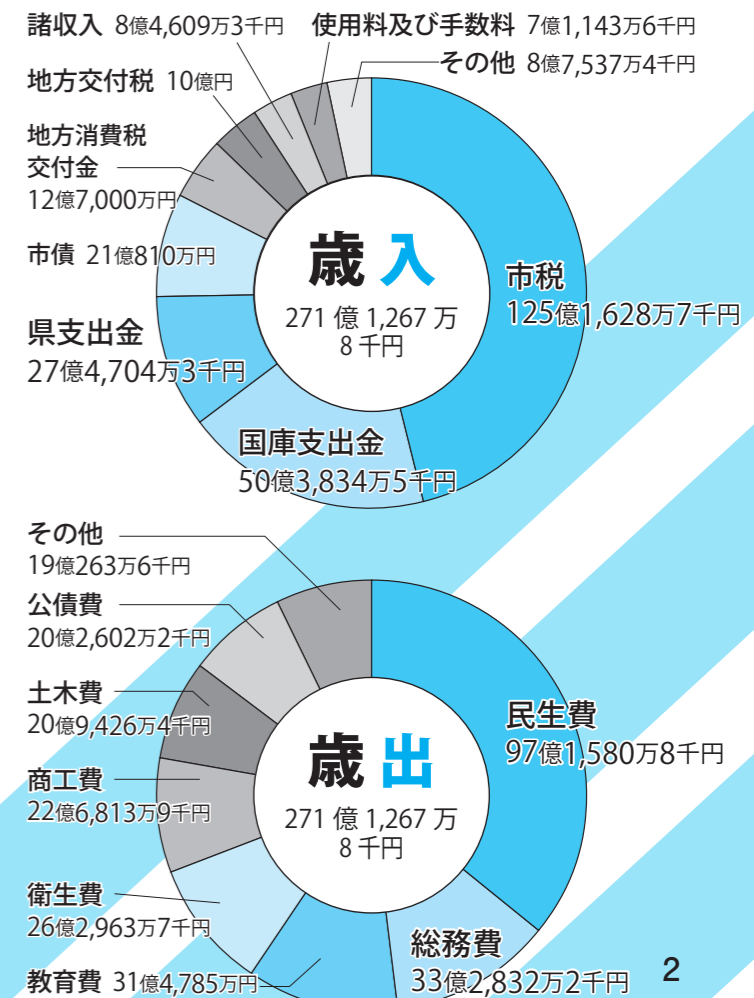 諸収入 8億4,609万3千円
使用料及び手数料 7億1,143万6千円
その他 8億7,537万4千円
地方交付税 10億円
地方消費税
交付金
12億7,000万円
市債 21億810万円
県支出金
27億4,704万3千円
国庫支出金
50億3,834万5千円
市税
125億1,628万7千円
歳入
271億1,267万
8千円
その他
19億263万6千円
公債費
20億2,602万2千円
土木費
20億9,426万4千円
商工費
22億6,813万9千円
衛生費
26億2,963万7千円
教育費 31億4,785万円
総務費
33億2,832万2千円
民生費
97億1,580万8千円
歳出
271億1,267万
8千円
2